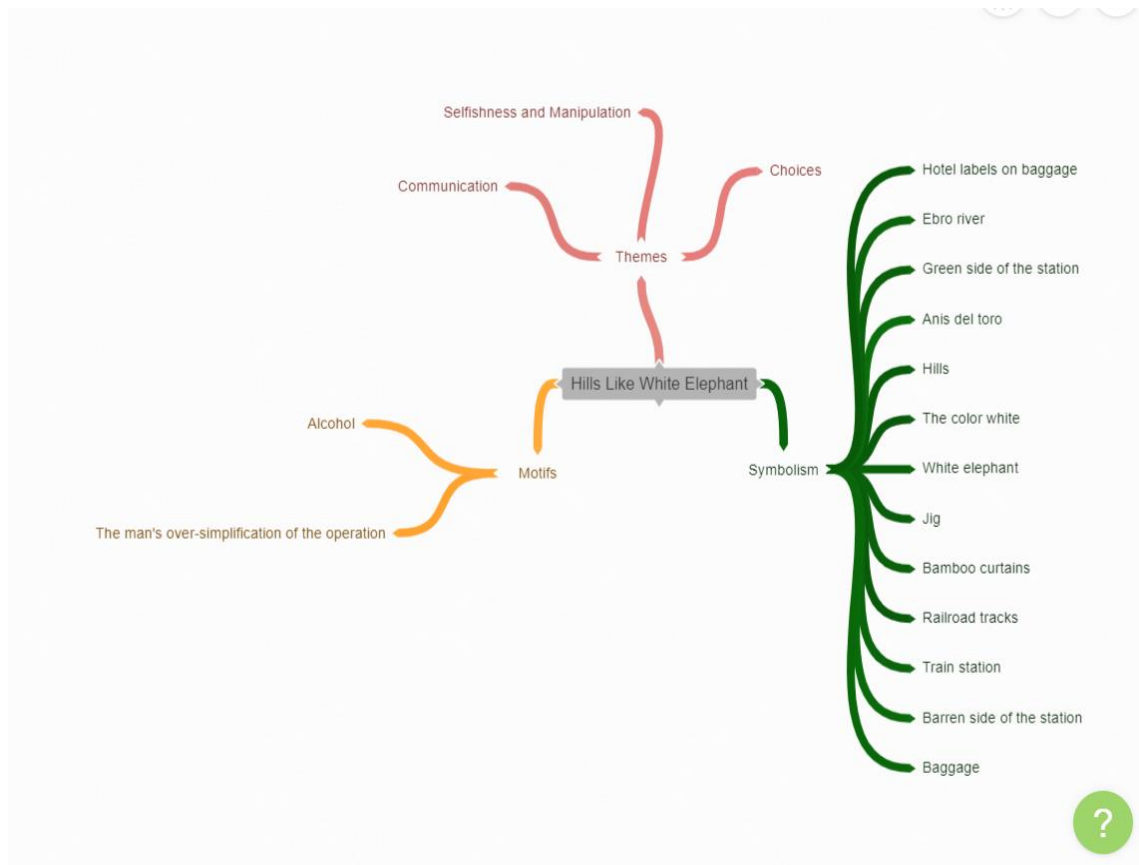 Selfishness and Manipulation
Choices
Communication
Themes
Hills Like White Elephant
Alcohol
Motifs
The man's over-simplification of the operation
Symbolism
Hotel labels on baggage
Ebro river
Green side of the station
Anis del toro
Hills
The color white
White elephant
Jig
Bamboo curtains
Railroad tracks
Train station
Barren side of the station
Baggage
?